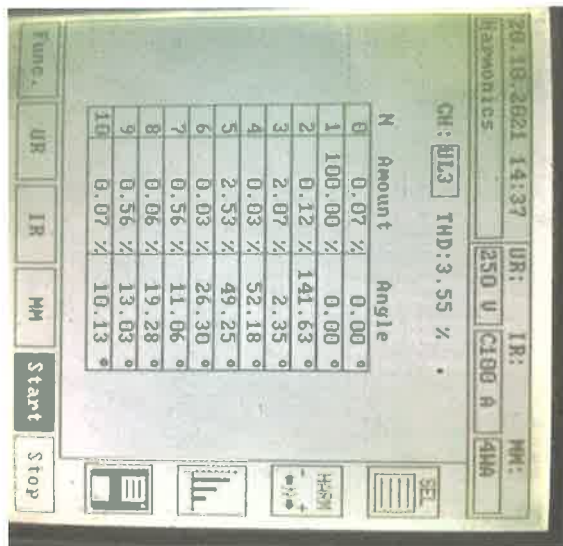 20.10.2021 14:37 UR: IR: MM:
Harmonics 250 V C100 A 4WA
CH: UL3 THD:3.55 %
N Amount Angle
0 0.07 % 0.00 °
1 100.00 % 0.00 °
2 0.12 % 141.63 °
3 2.07 % 2.35 °
4 0.03 % 52.18 °
5 2.53 % 49.25 °
6 0.03 % 26.30 °
7 0.56 % 11.06 °
8 0.06 % 19.28 °
9 0.56 % 13.03 °
10 0.07 % 10.13 °
SEL
HARM
Func. UR IR MM Start Stop